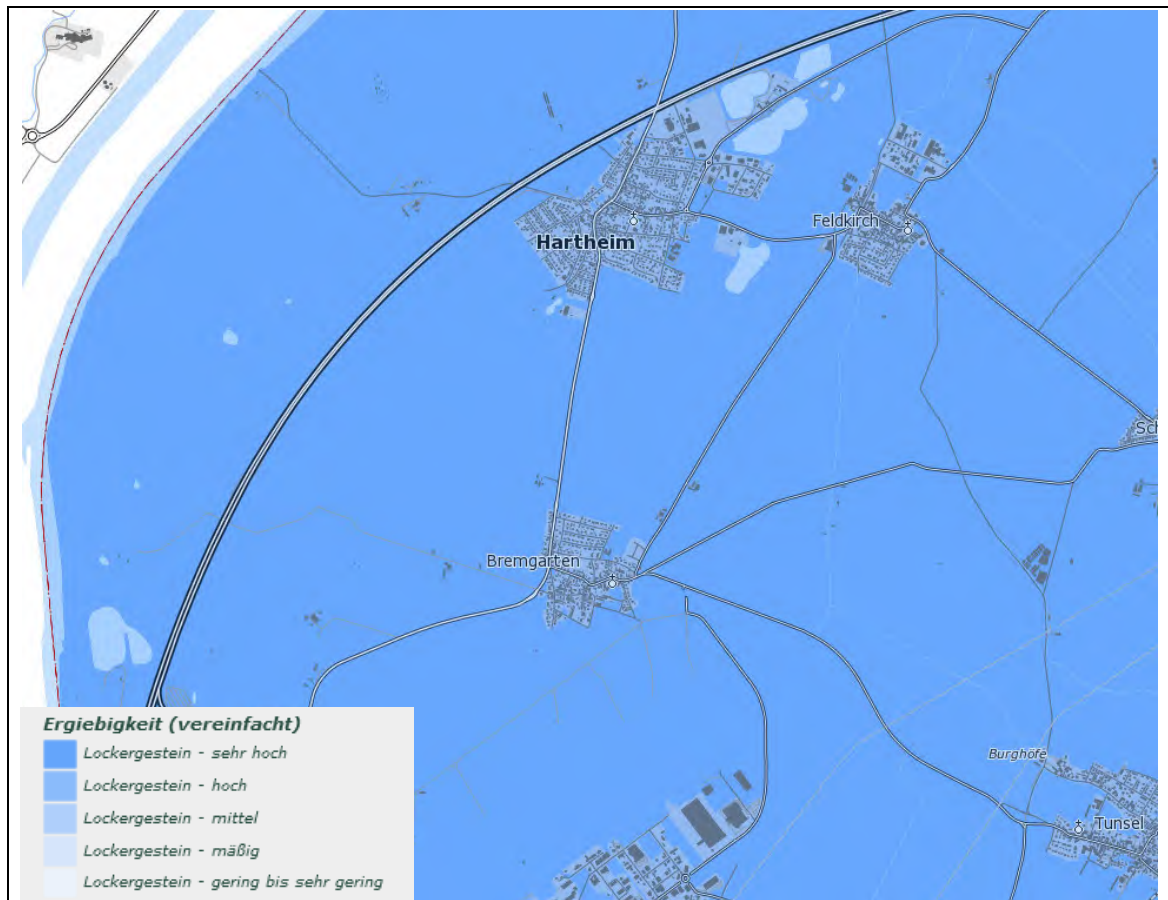 Feldkirch
Hartheim
Sch
Bremgarten
Burghöfe
Tunsel
Ergiebigkeit (vereinfacht)
Lockergestein - sehr hoch
Lockergestein - hoch
Lockergestein - mittel
Lockergestein - mäßig
Lockergestein - gering bis sehr gering